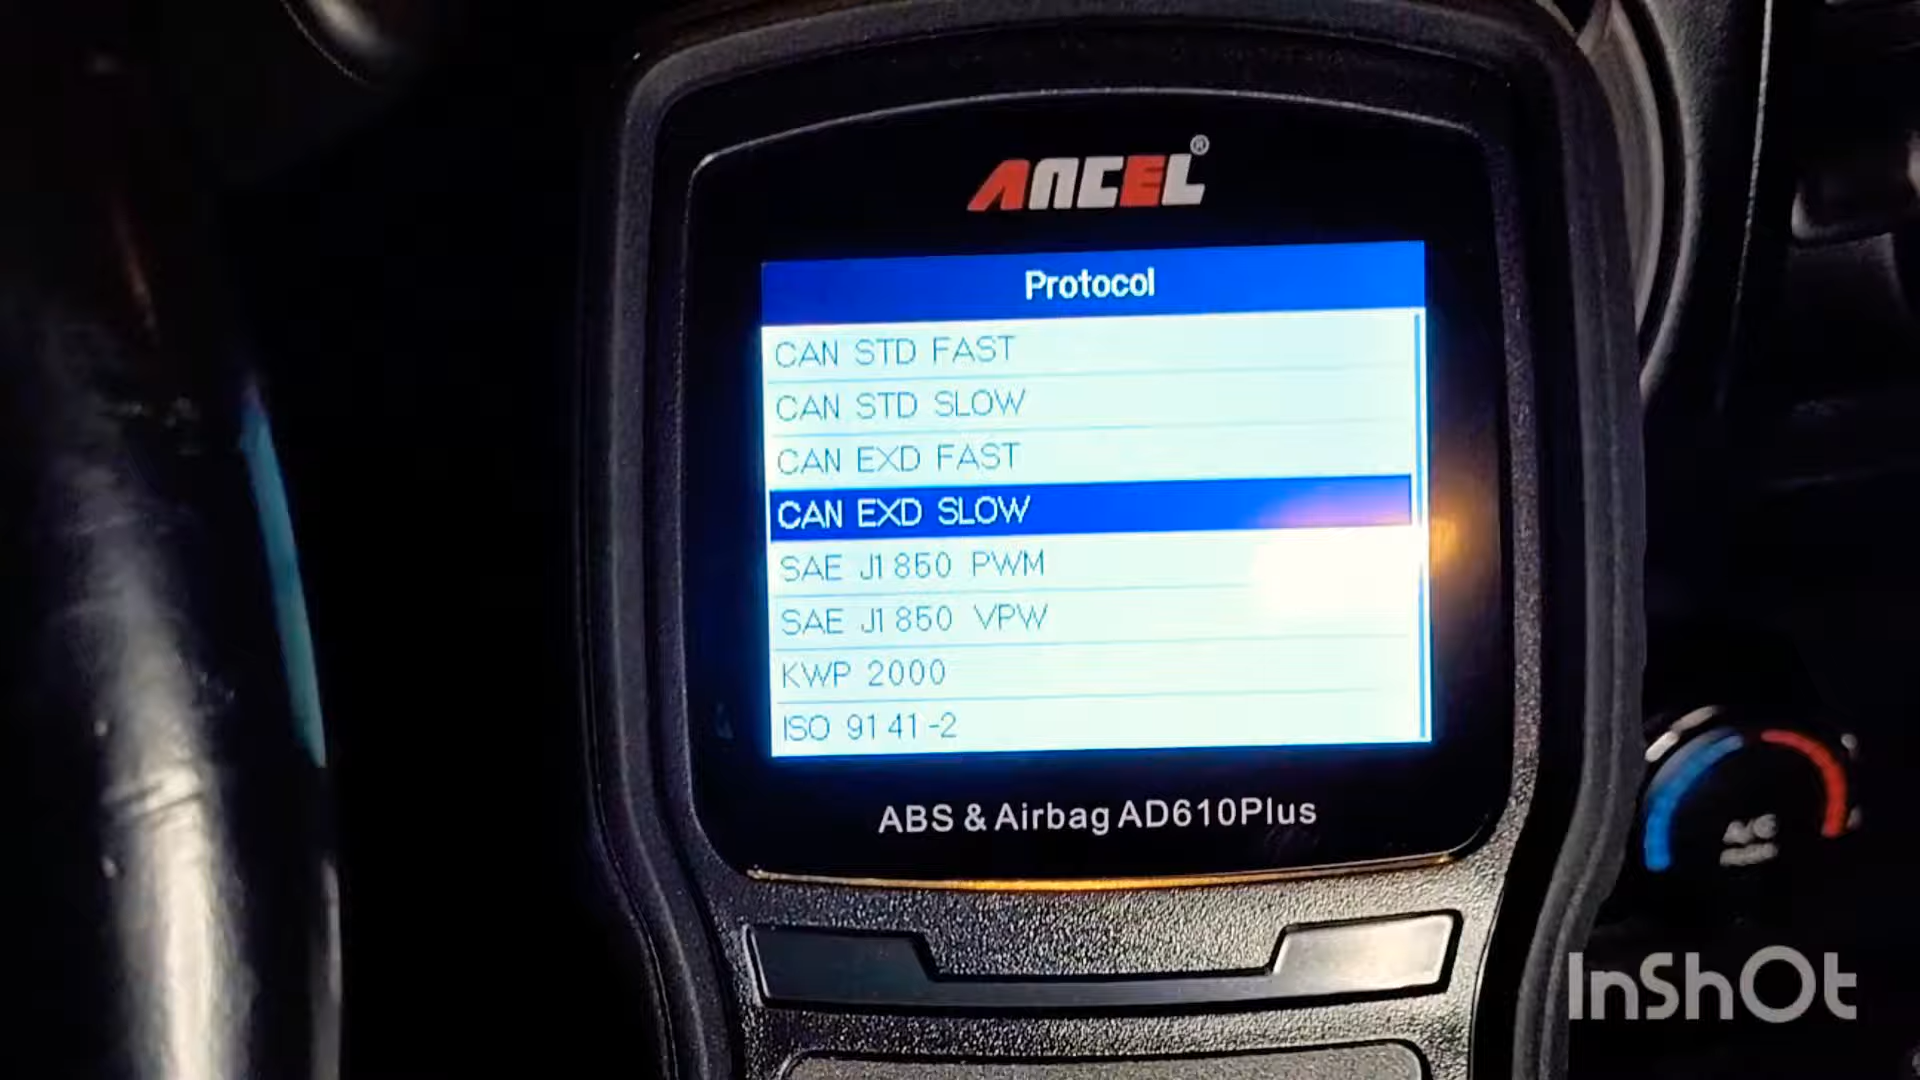 ANCEL®
Protocol
CAN STD FAST
CAN STD SLOW
CAN EXD FAST
CAN EXD SLOW
SAE J1850 PWM
SAE J1850 VPW
KWP 2000
ISO 9141-2
ABS & Airbag AD610Plus
A/C
InShOt